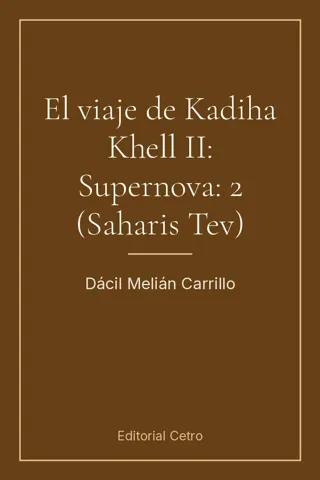 El viaje de Kadiha
Khell II:
Supernova: 2
(Saharis Tev)
Dácil Melián Carrillo
Editorial Cetro